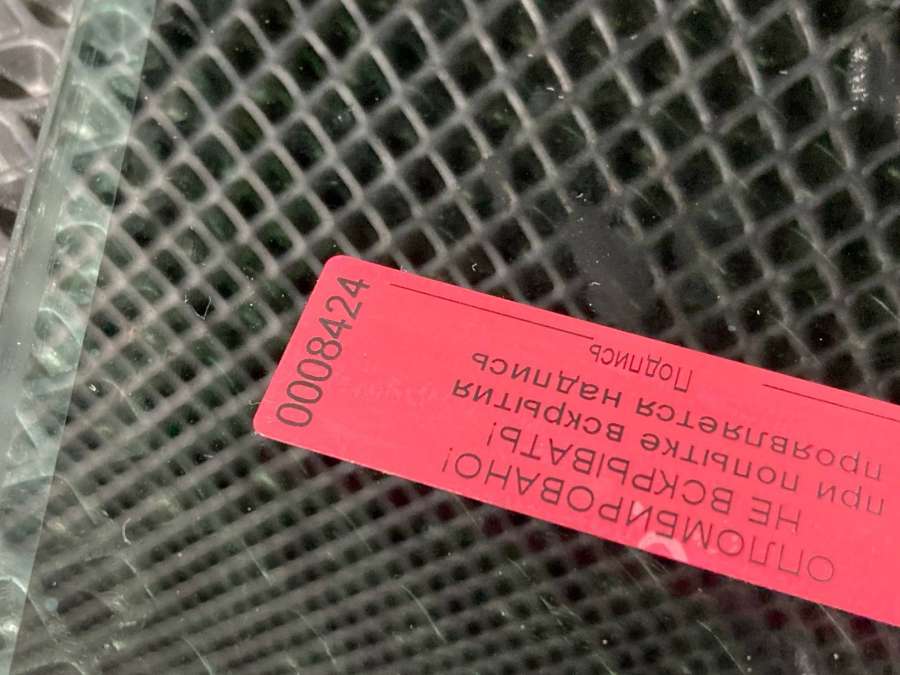 ОПЛОМБИРОВАНО!
НЕ ВСКРЫВАТЬ!
при попытке вскрытия
проявляется надпись
Подпись
0008424